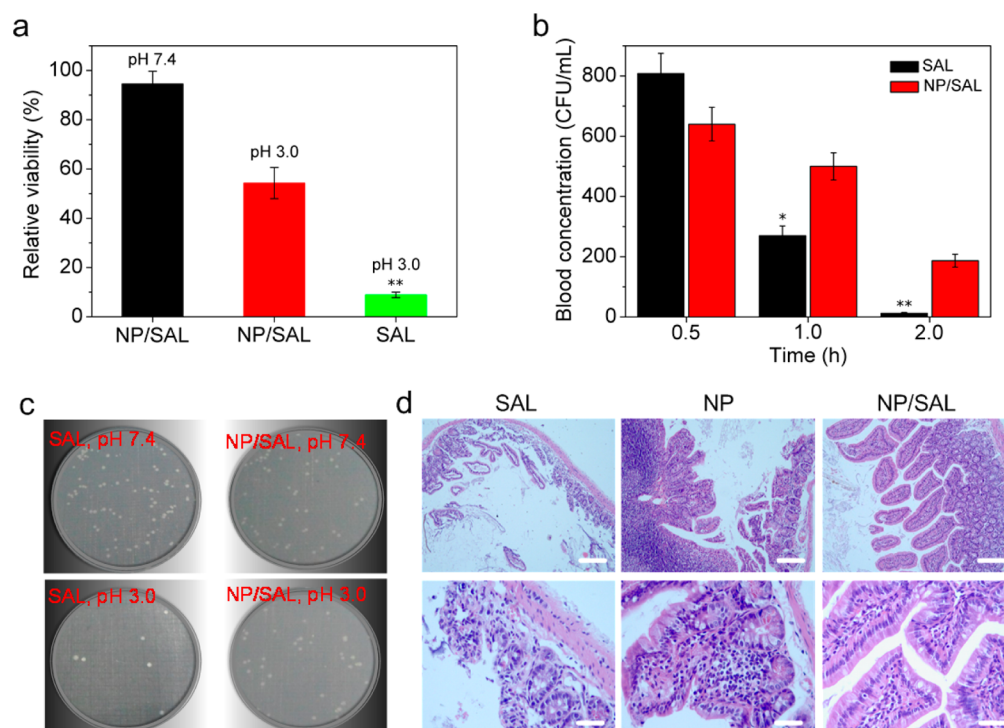 a
Relative viability (%)
100
80
60
40
20
0
pH 7.4
pH 3.0
pH 3.0
**
NP/SAL
NP/SAL
SAL
b
Blood concentration (CFU/mL)
800
600
400
200
0
SAL
NP/SAL
*
**
0.5
1.0
2.0
Time (h)
c
SAL, pH 7.4
NP/SAL, pH 7.4
SAL, pH 3.0
NP/SAL, pH 3.0
d
SAL
NP
NP/SAL